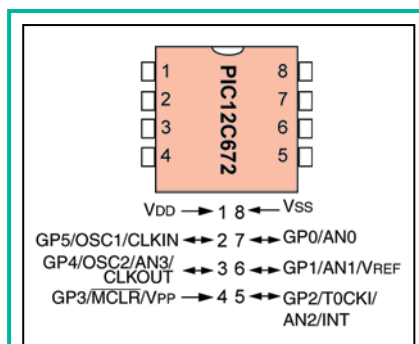 1 8
2 7
3 6
4 5
PIC12C672
VDD 1 8 VSS
GP5/OSC1/CLKIN 2 7 GP0/AN0
GP4/OSC2/AN3/
CLKOUT 3 6 GP1/AN1/VREF
GP3/MCLR/VPP 4 5 GP2/T0CKI/
AN2/INT